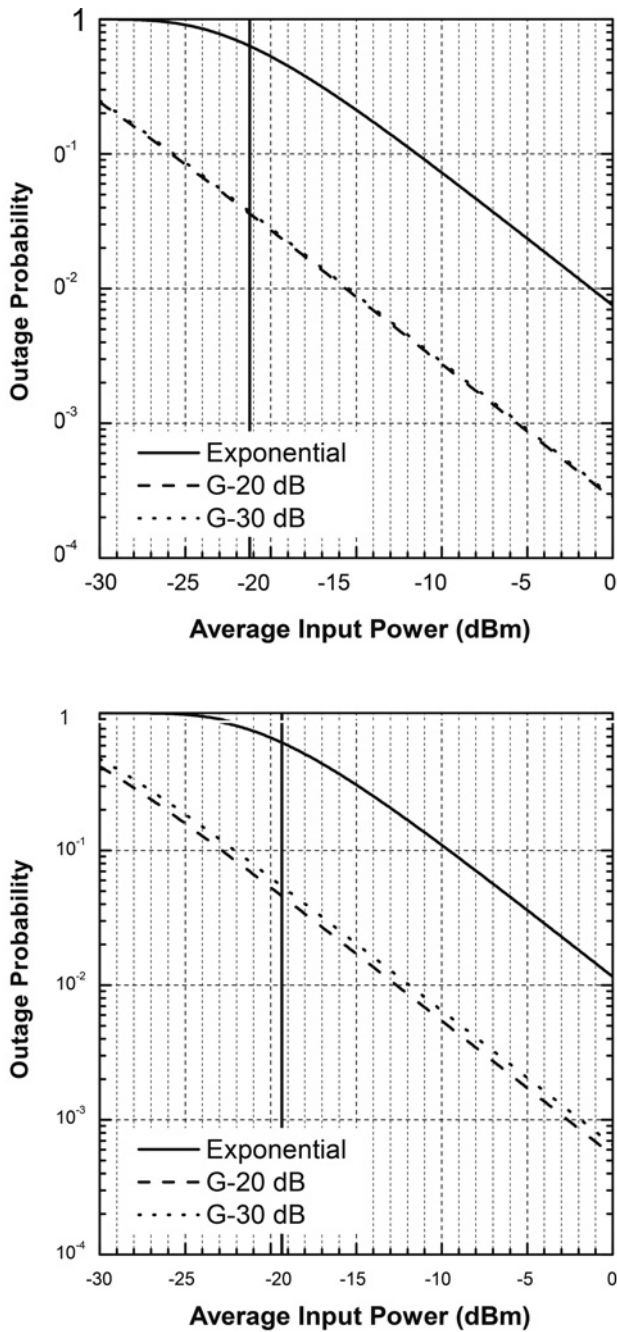 1
0-1
0-2
0-3
0-4
Outage Probability
Exponential
G-20 dB
G-30 dB
-30 -25 -20 -15 -10 -5 0
Average Input Power (dBm)
1
10-1
10-2
10-3
10-4
Outage Probability
Exponential
G-20 dB
G-30 dB
-30 -25 -20 -15 -10 -5 0
Average Input Power (dBm)